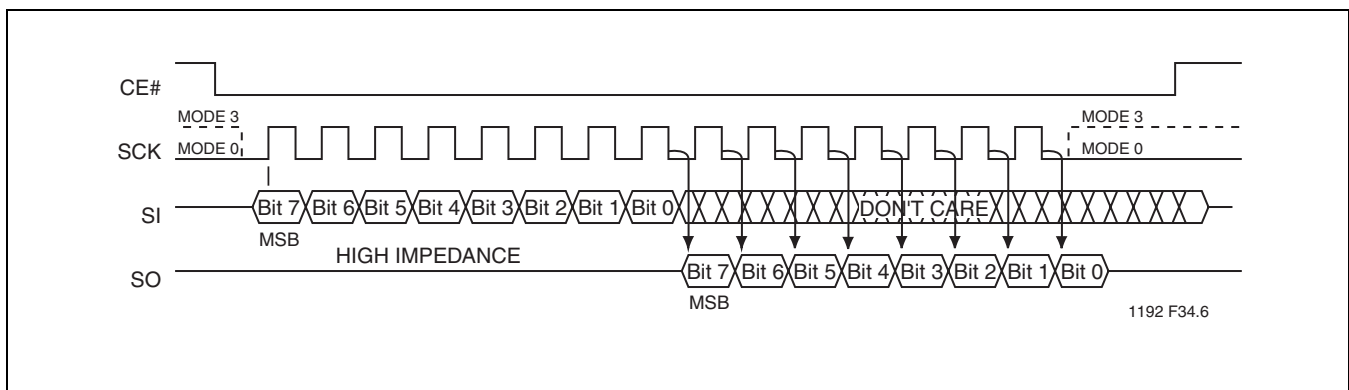 CE#
MODE 3 MODE 3
SCK MODE 0 MODE 0
SI Bit 7 Bit 6 Bit 5 Bit 4 Bit 3 Bit 2 Bit 1 Bit 0 DON'T CARE
MSB
HIGH IMPEDANCE
SO Bit 7 Bit 6 Bit 5 Bit 4 Bit 3 Bit 2 Bit 1 Bit 0
MSB
1192 F34.6